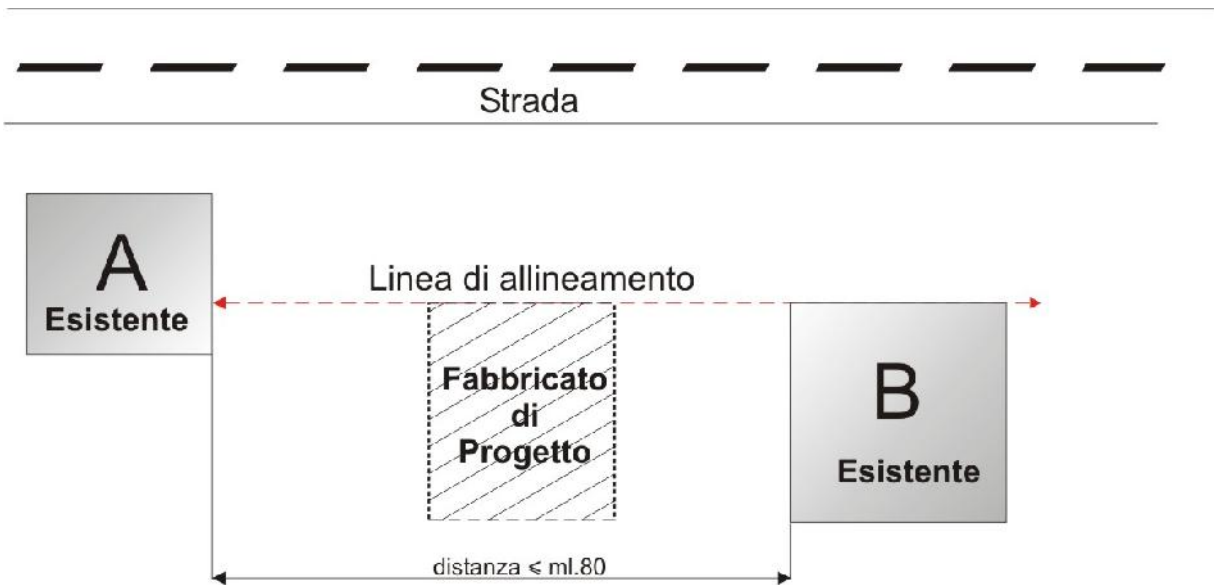 Strada
A
Esistente
Linea di allineamento
Fabbricato
di
Progetto
B
Esistente
distanza ⩽ ml.80